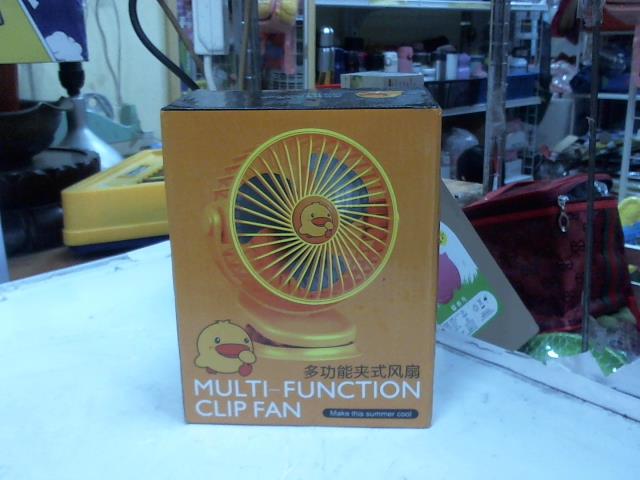 多功能夹式风扇
MULTI-FUNCTION
CLIP FAN
Make this summer cool